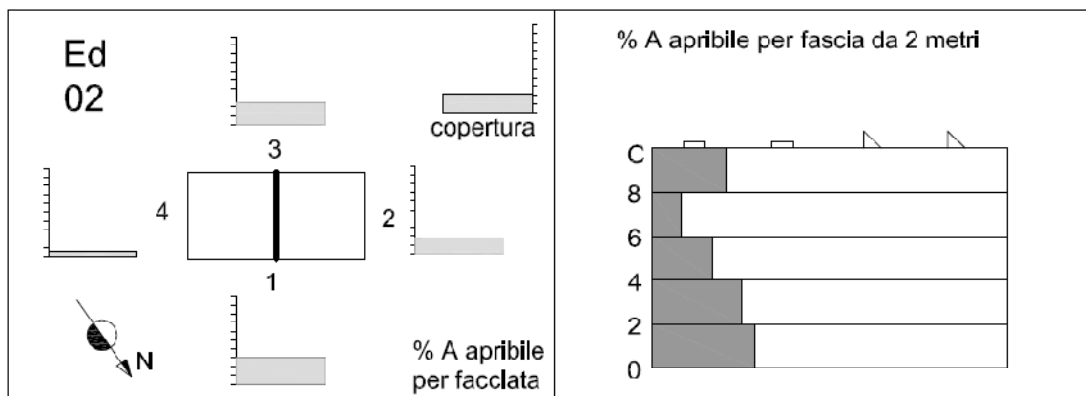 Ed
02
copertura
3
4
2
1
N
% A apribile
per facciata
% A apribile per fascia da 2 metri
C
8
6
4
2
0